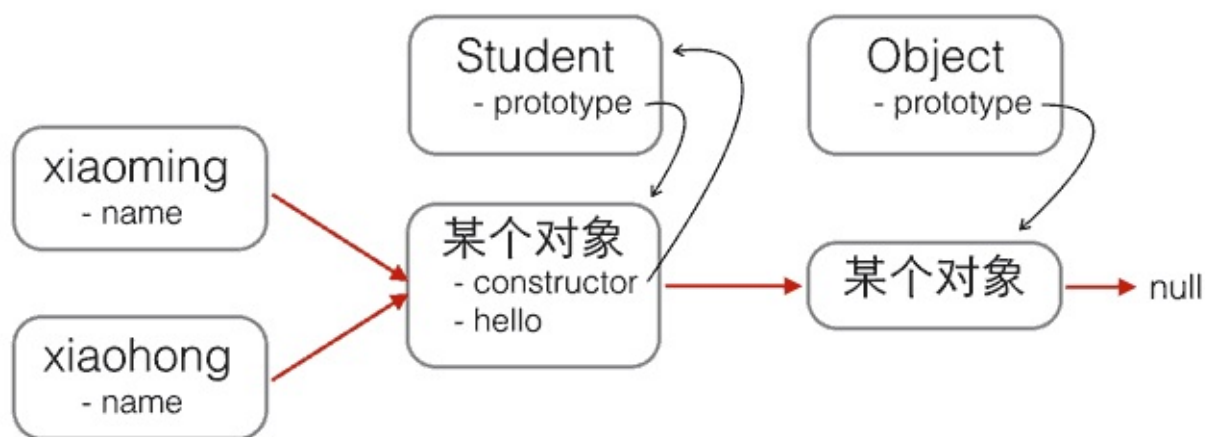 Student
- prototype
Object
- prototype
xiaoming
- name
某个对象
- constructor
- hello
某个对象
null
xiaohong
- name